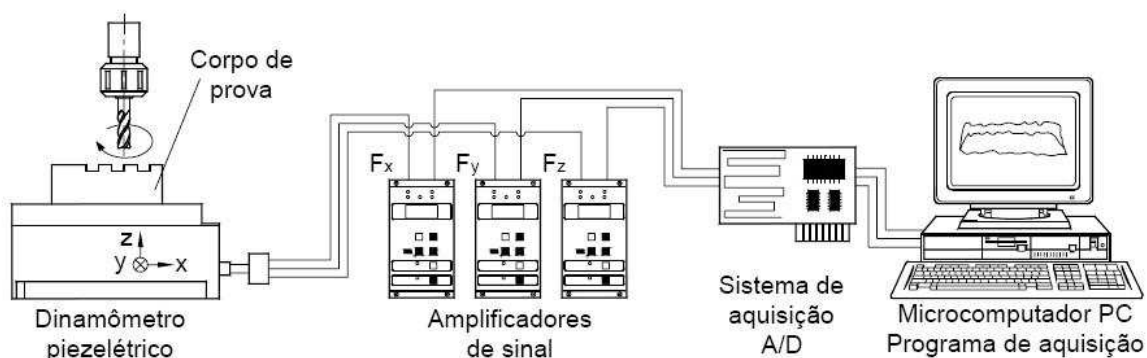 Corpo de
prova
Fx
Fy
Fz
z
y
x
Dinamômetro
piezelétrico
Amplificadores
de sinal
Sistema de
aquisição
A/D
Microcomputador PC
Programa de aquisição